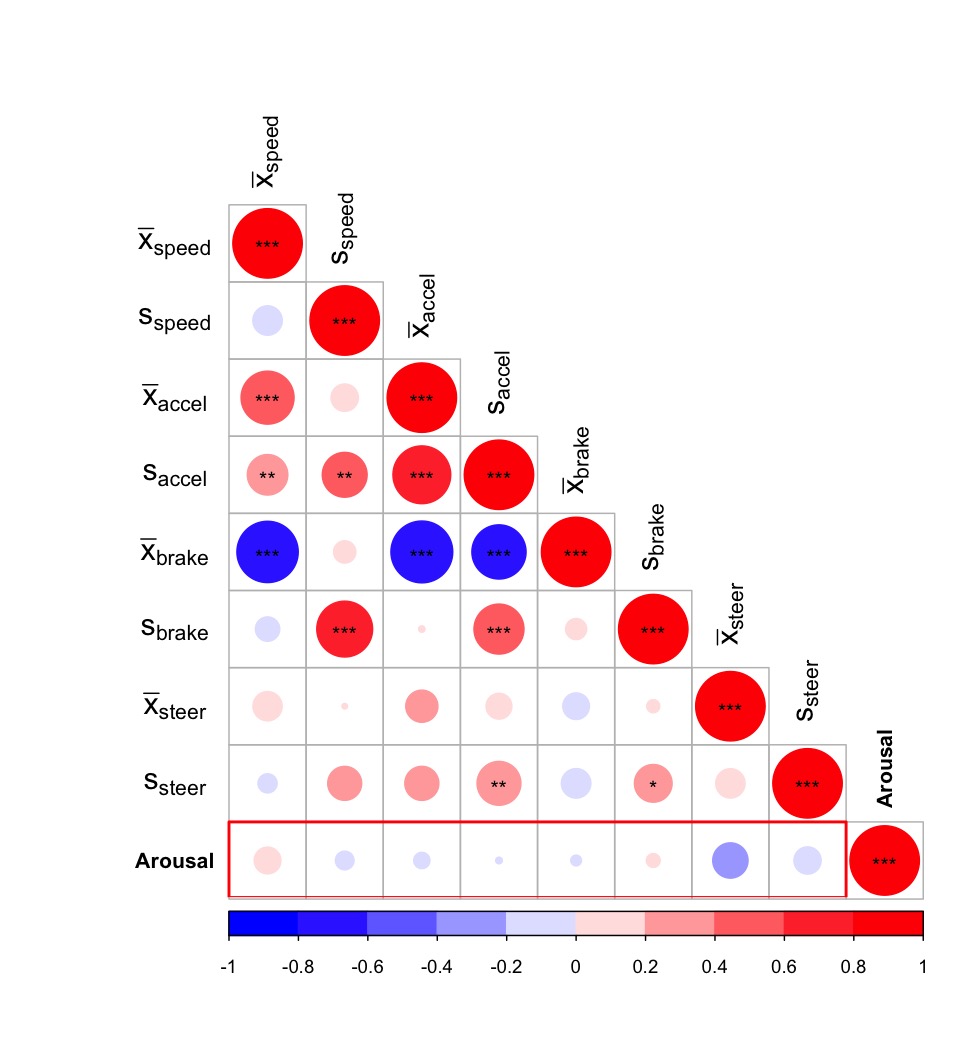 x̅speed
sspeed
x̅accel
saccel
x̅brake
sbrake
x̅steer
ssteer
Arousal
x̅speed ***
sspeed ***
x̅accel *** ***
saccel ** ** *** ***
x̅brake *** *** *** ***
sbrake *** *** ***
x̅steer ***
ssteer ** * ***
Arousal ***
-1 -0.8 -0.6 -0.4 -0.2 0 0.2 0.4 0.6 0.8 1